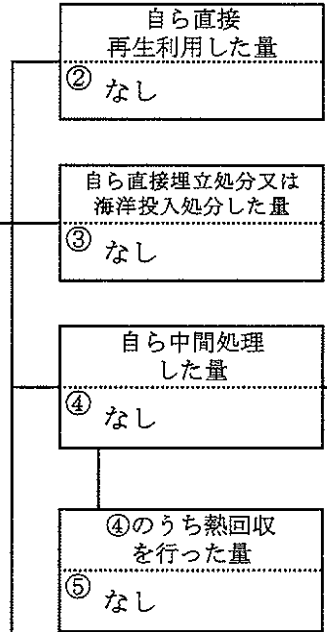 自ら直接
再生利用した量
② なし
自ら直接埋立処分又は
海洋投入処分した量
③ なし
自ら中間処理
した量
④ なし
④のうち熱回収
を行った量
⑤ なし